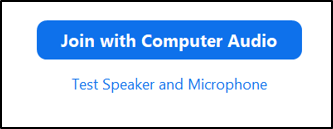 Join with Computer Audio
Test Speaker and Microphone